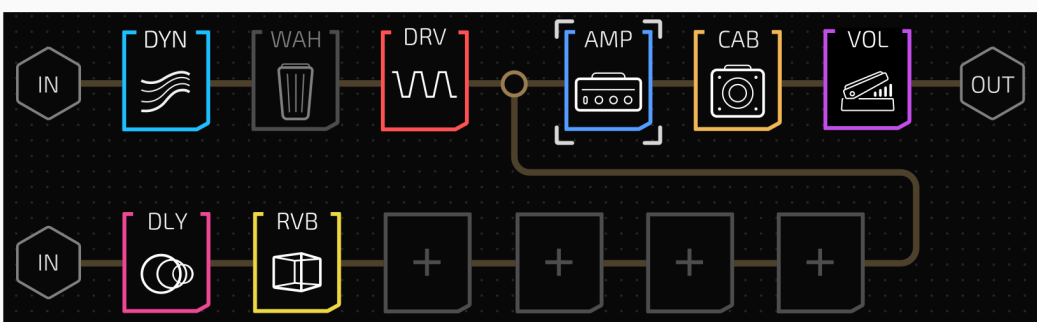 IN DYN WAH DRV AMP CAB VOL OUT
IN DLY RVB + + + +